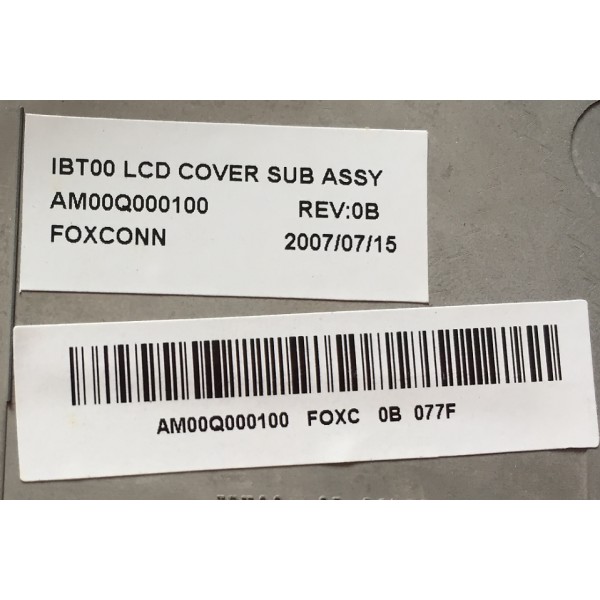 IBT00 LCD COVER SUB ASSY
AM00Q000100 REV:0B
FOXCONN 2007/07/15
AM00Q000100 FOXC 0B 077F